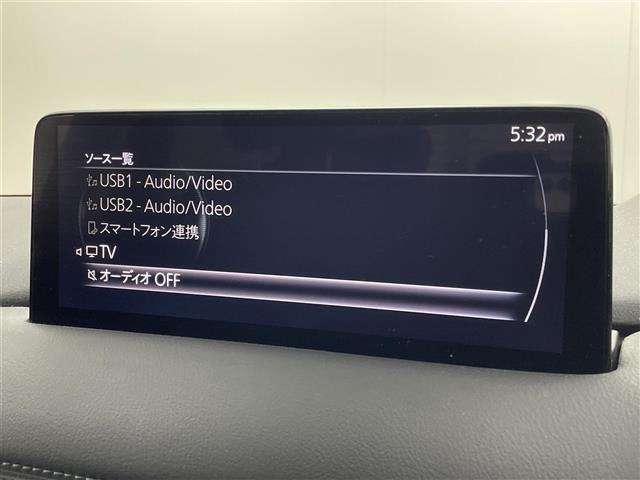 5:32pm
ソース一覧
USB1 - Audio/Video
USB2 - Audio/Video
スマートフォン連携
TV
オーディオ OFF